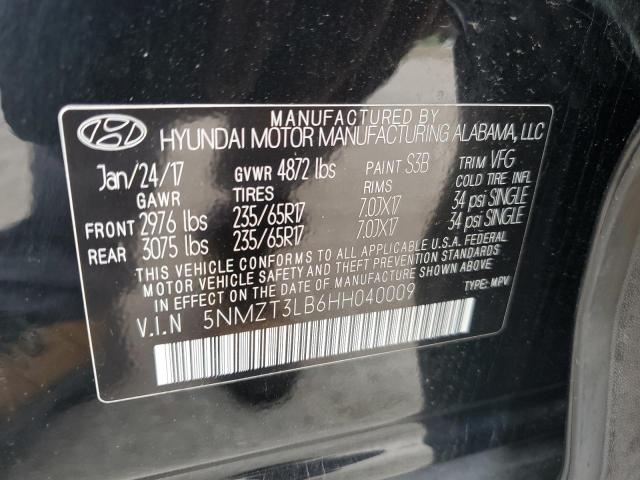 MANUFACTURED BY
HYUNDAI MOTOR MANUFACTURING ALABAMA, LLC
Jan/24/17 GVWR 4872 lbs PAINT S3B TRIM VFG
GAWR TIRES RIMS COLD TIRE INFL
FRONT 2976 lbs 235/65R17 7.0JX17 34 psi SINGLE
REAR 3075 lbs 235/65R17 7.0JX17 34 psi SINGLE
THIS VEHICLE CONFORMS TO ALL APPLICABLE U.S.A. FEDERAL
MOTOR VEHICLE SAFETY AND THEFT PREVENTION STANDARDS
IN EFFECT ON THE DATE OF MANUFACTURE SHOWN ABOVE.
V.I.N 5NMZT3LB6HH040009 TYPE: MPV